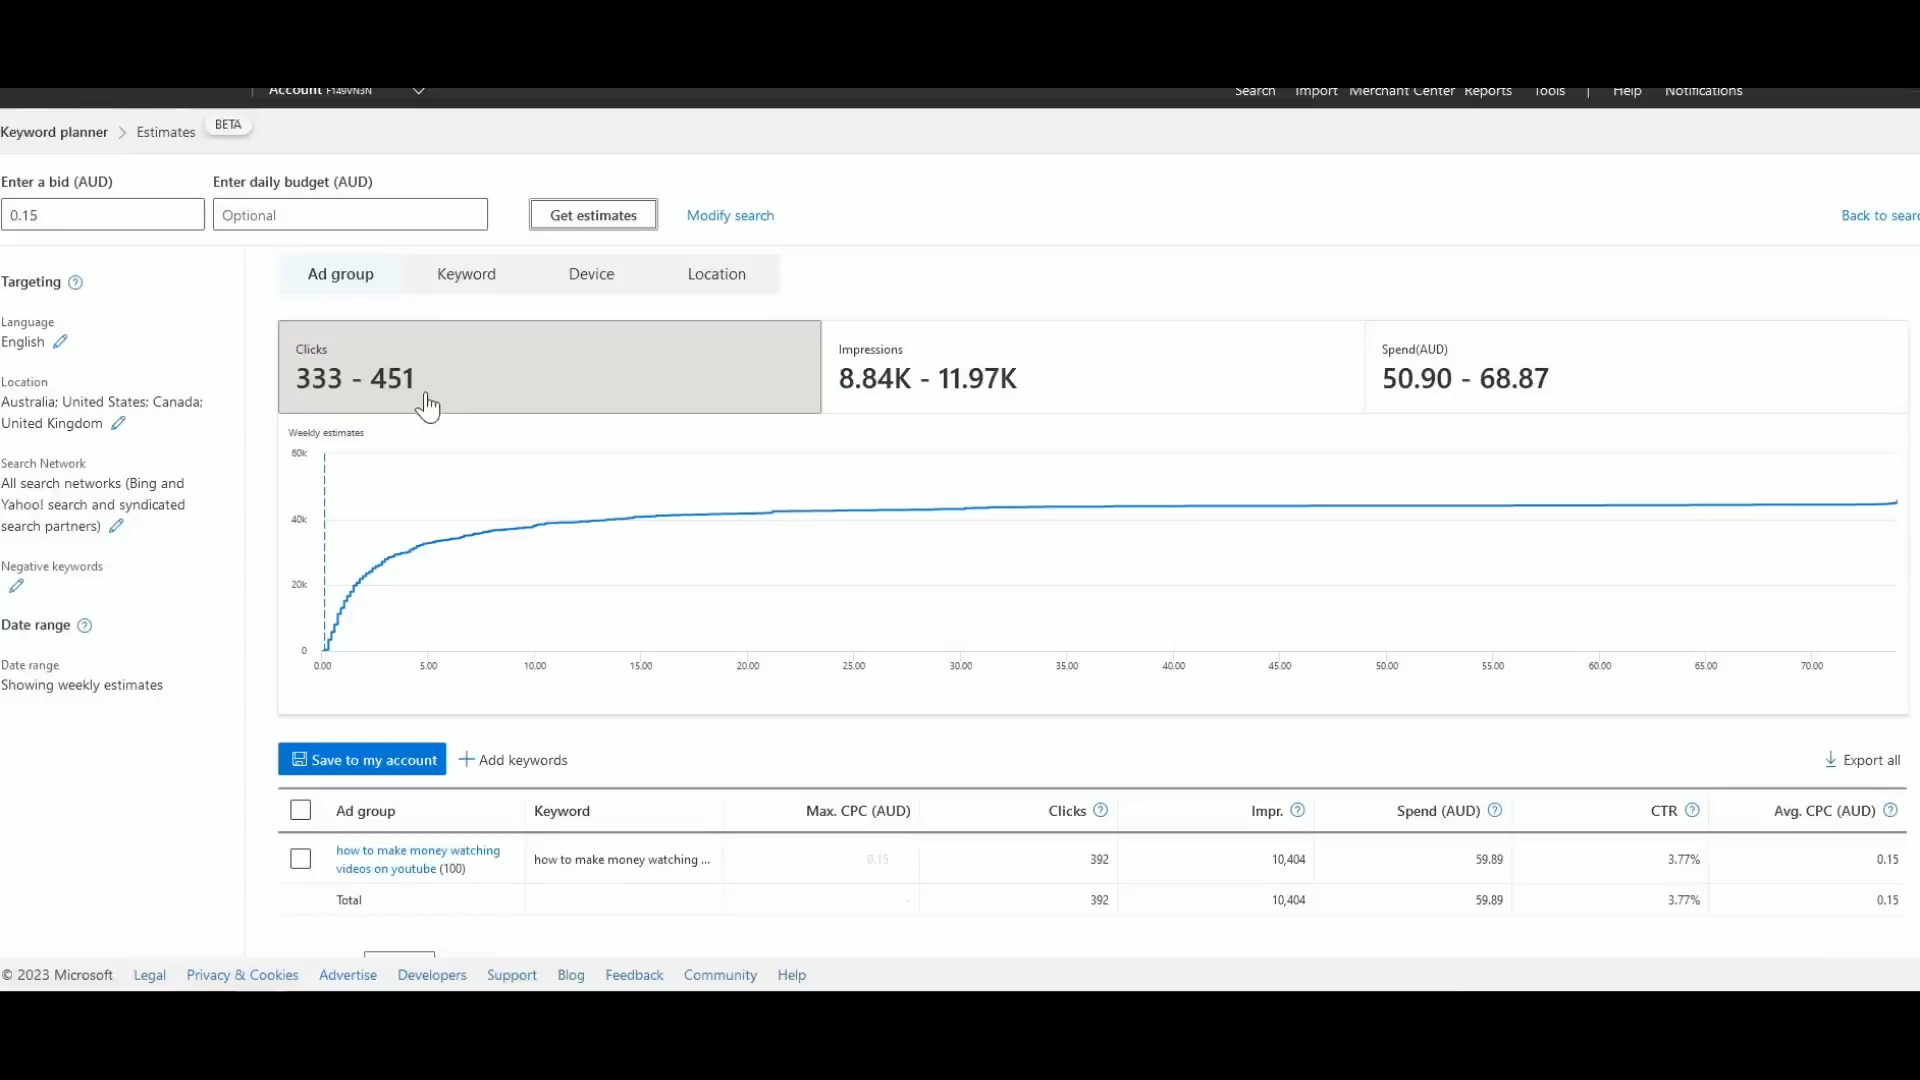 Account F149VN3N
Search Import Merchant Center Reports Tools | Help Notifications
Keyword planner > Estimates BETA
Enter a bid (AUD) Enter daily budget (AUD)
0.15 Optional Get estimates Modify search Back to sear
Targeting
Language
English
Location
Australia; United States; Canada;
United Kingdom
Search Network
All search networks (Bing and
Yahoo! search and syndicated
search partners)
Negative keywords
Date range
Date range
Showing weekly estimates
Ad group Keyword Device Location
Clicks
333 - 451
Impressions
8.84K - 11.97K
Spend(AUD)
50.90 - 68.87
Weekly estimates
60k
40k
20k
0
0.00 5.00 10.00 15.00 20.00 25.00 30.00 35.00 40.00 45.00 50.00 55.00 60.00 65.00 70.00
Save to my account Add keywords Export all
Ad group Keyword Max. CPC (AUD) Clicks Impr. Spend (AUD) CTR Avg. CPC (AUD)
how to make money watching
videos on youtube (100) how to make money watching ... 0.15 392 10,404 59.89 3.77% 0.15
Total - 392 10,404 59.89 3.77% 0.15
© 2023 Microsoft Legal Privacy & Cookies Advertise Developers Support Blog Feedback Community Help